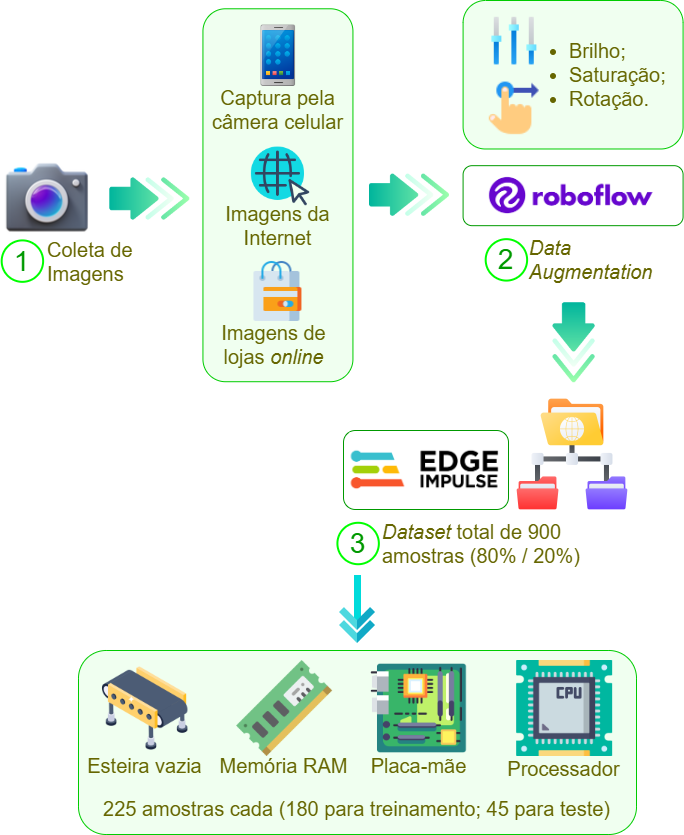 1
Coleta de
Imagens
Captura pela
câmera celular
Imagens da
Internet
Imagens de
lojas online
• Brilho;
• Saturação;
• Rotação.
roboflow
2
Data
Augmentation
EDGE
IMPULSE
3
Dataset total de 900
amostras (80% / 20%)
CPU
Esteira vazia
Memória RAM
Placa-mãe
Processador
225 amostras cada (180 para treinamento; 45 para teste)